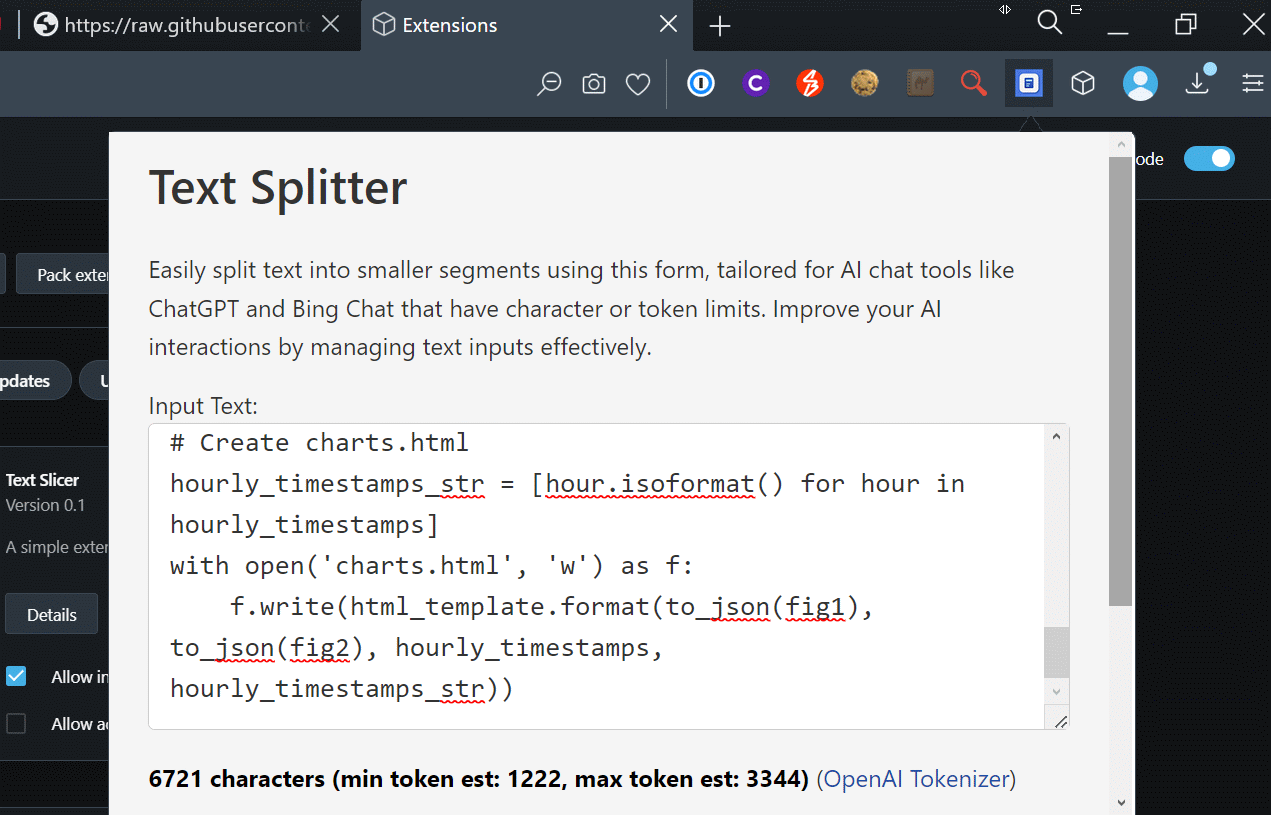 https://raw.githubuserconte
Extensions
ode
Text Splitter
Easily split text into smaller segments using this form, tailored for AI chat tools like
ChatGPT and Bing Chat that have character or token limits. Improve your AI
interactions by managing text inputs effectively.
Pack exte
pdates
U
Input Text:
# Create charts.html
hourly_timestamps_str = [hour.isoformat() for hour in
hourly_timestamps]
with open('charts.html', 'w') as f:
    f.write(html_template.format(to_json(fig1),
to_json(fig2), hourly_timestamps,
hourly_timestamps_str))
Text Slicer
Version 0.1
A simple exter
Details
Allow in
Allow ac
6721 characters (min token est: 1222, max token est: 3344) (OpenAI Tokenizer)